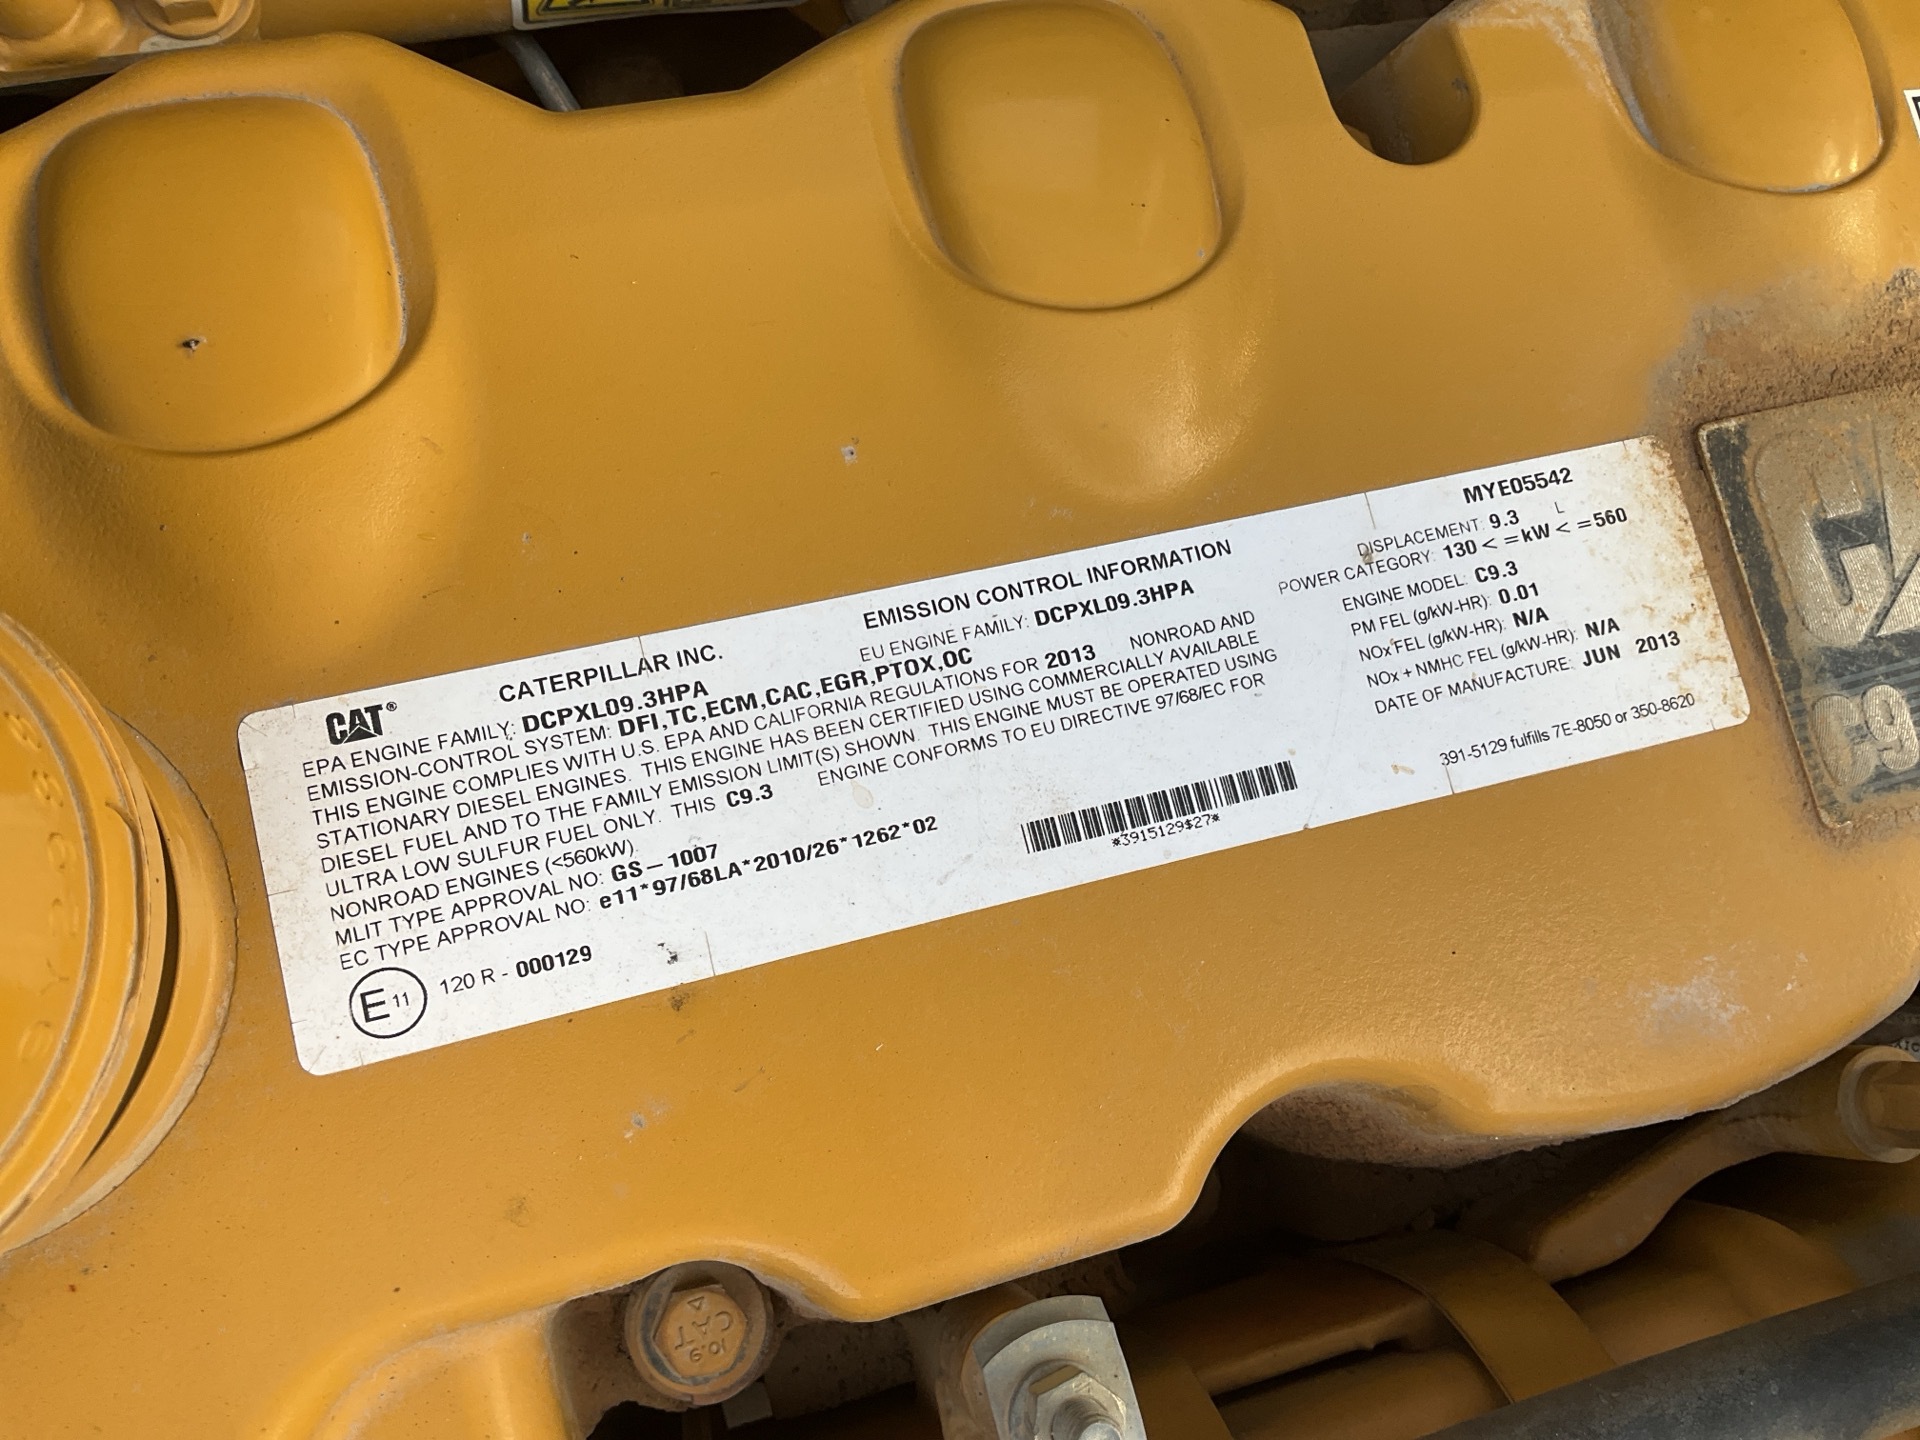 CAT®
CATERPILLAR INC.
EMISSION CONTROL INFORMATION
MYE05542
EPA ENGINE FAMILY: DCPXL09.3HPA
EU ENGINE FAMILY: DCPXL09.3HPA
DISPLACEMENT: 9.3 L
EMISSION-CONTROL SYSTEM: DFI,TC,ECM,CAC,EGR,PTOX,OC
POWER CATEGORY: 130 < =kW < =560
THIS ENGINE COMPLIES WITH U.S. EPA AND CALIFORNIA REGULATIONS FOR 2013 NONROAD AND
STATIONARY DIESEL ENGINES. THIS ENGINE HAS BEEN CERTIFIED USING COMMERCIALLY AVAILABLE
DIESEL FUEL AND TO THE FAMILY EMISSION LIMIT(S) SHOWN. THIS ENGINE MUST BE OPERATED USING
ULTRA LOW SULFUR FUEL ONLY. THIS C9.3 ENGINE CONFORMS TO EU DIRECTIVE 97/68/EC FOR
NONROAD ENGINES (<560kW).
MLIT TYPE APPROVAL NO: GS-1007
EC TYPE APPROVAL NO: e11*97/68LA*2010/26*1262*02
E 11 120 R - 000129
ENGINE MODEL: C9.3
PM FEL (g/kW-HR): 0.01
NOx FEL (g/kW-HR): N/A
NOx + NMHC FEL (g/kW-HR): N/A
DATE OF MANUFACTURE: JUN 2013
391-5129 fulfills 7E-8050 or 350-8620
*3915129$27*
C9
CAT
10.9